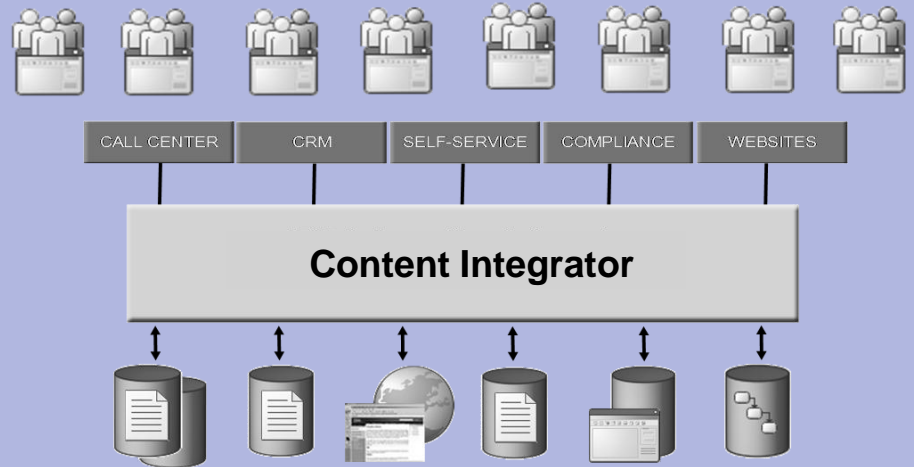 CALL CENTER
CRM
SELF-SERVICE
COMPLIANCE
WEBSITES
Content Integrator